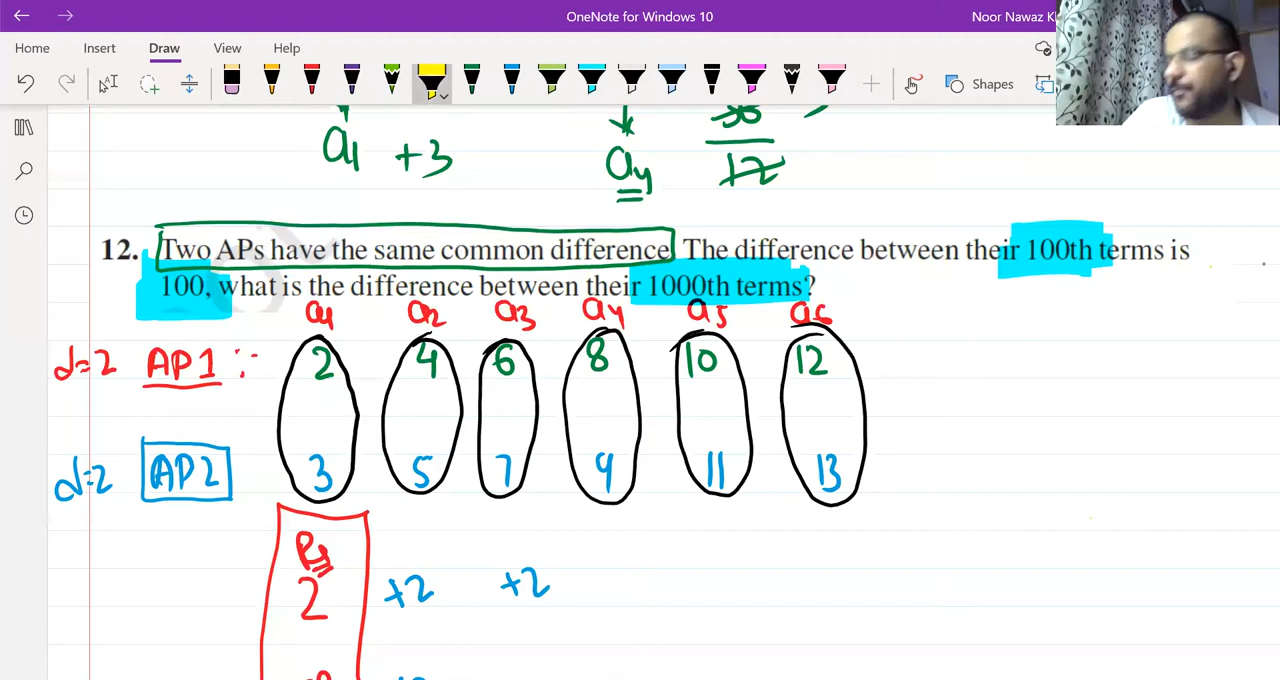 OneNote for Windows 10
Noor Nawaz
Home Insert Draw View Help
Shapes
a1 +3
a4
36
12
12. Two APs have the same common difference. The difference between their 100th terms is
100, what is the difference between their 1000th terms?
a1 a2 a3 a4 a5 a6
d=2 AP1 : 2 4 6 8 10 12
d=2 AP2 3 5 7 9 11 13
2 +2 +2